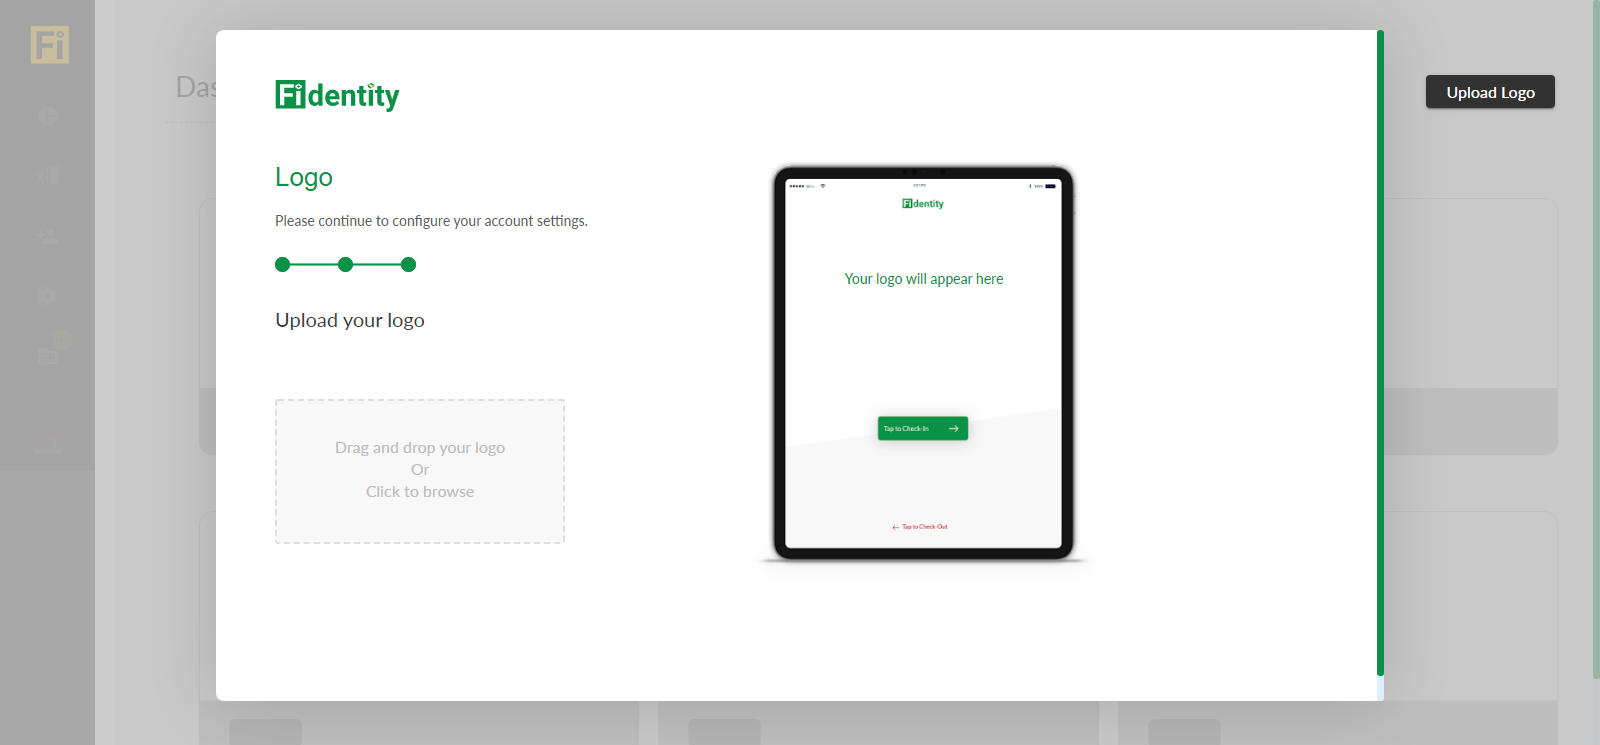 Fi
Das
Upload Logo
Fidentity
Logo
Please continue to configure your account settings.
Upload your logo
Drag and drop your logo
Or
Click to browse
Fidentity
Your logo will appear here
Tap to Check-In
Tap to Check-Out